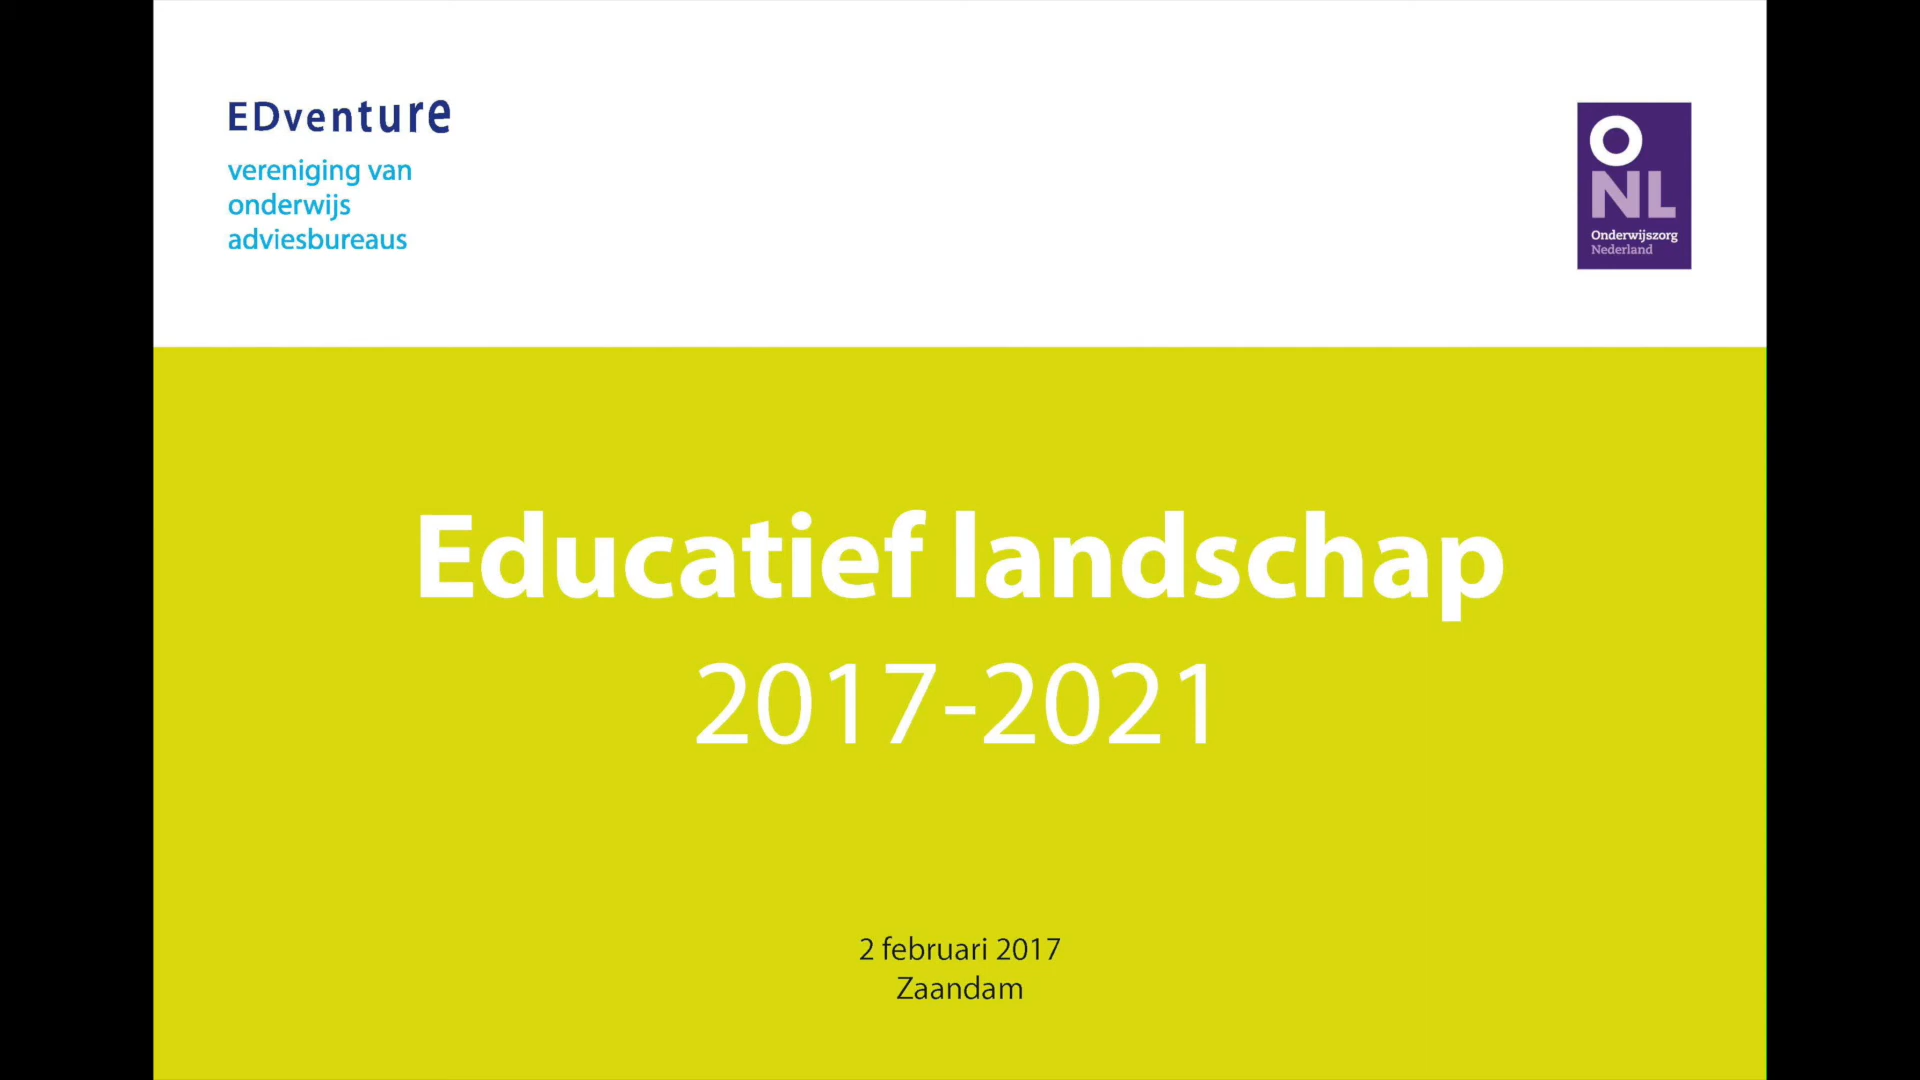 EDventure
vereniging van
onderwijs
adviesbureaus
O
NL
Onderwijszorg
Nederland
Educatief landschap
2017-2021
2 februari 2017
Zaandam